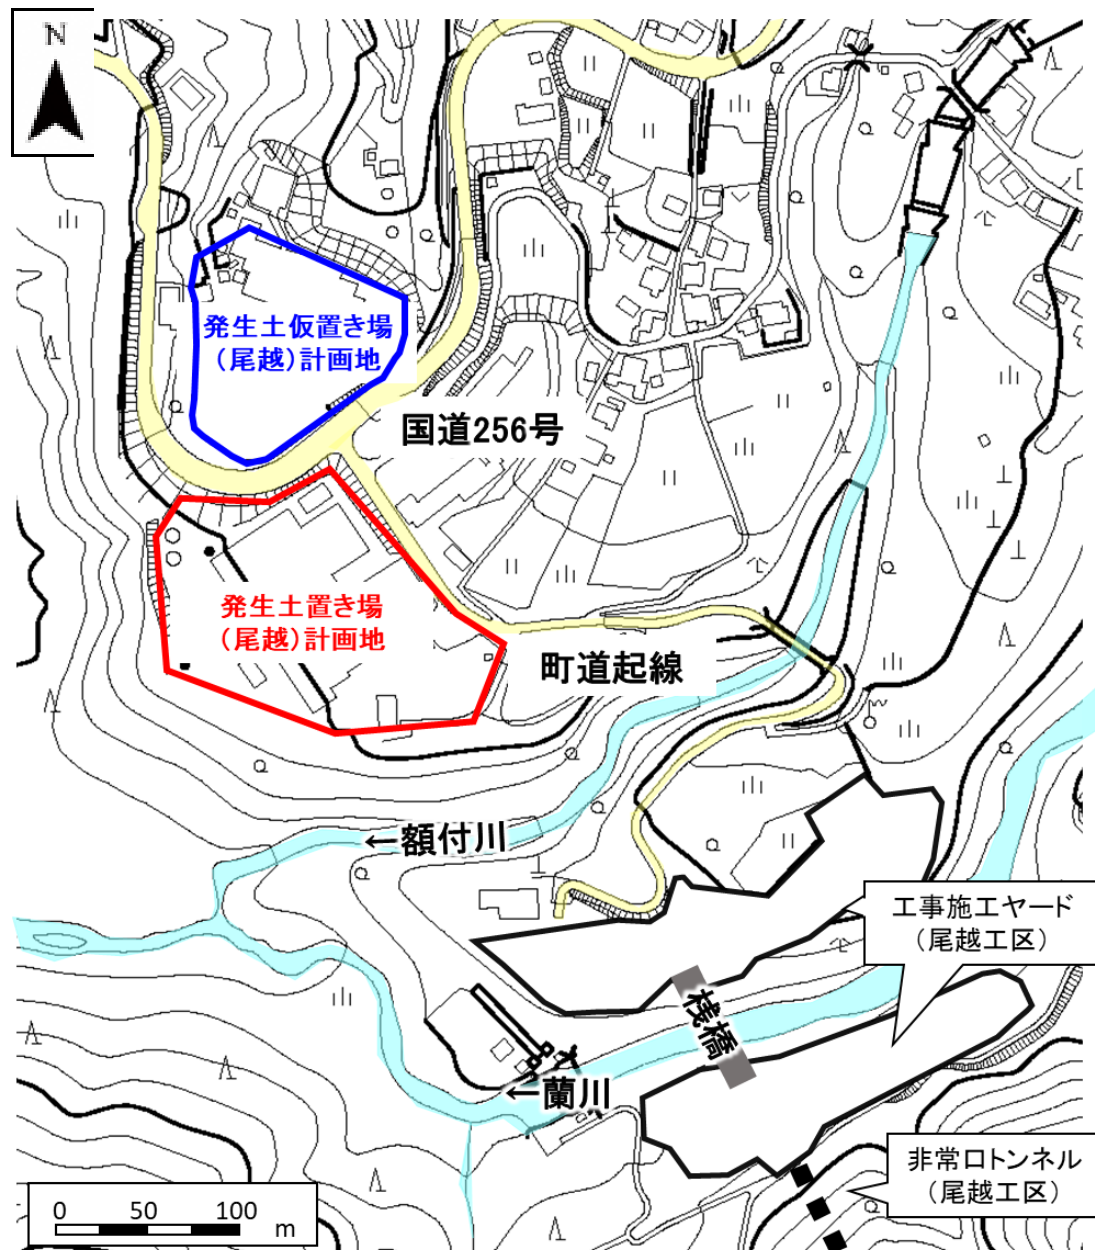 N
発生土仮置き場
（尾越）計画地
国道256号
発生土置き場
（尾越）計画地
町道起線
←額付川
工事施工ヤード
（尾越工区）
桟橋
←蘭川
非常口トンネル
（尾越工区）
0 50 100 m